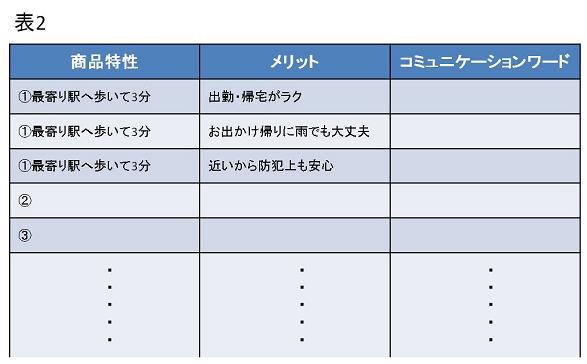 表2
商品特性 メリット コミュニケーションワード
①最寄り駅へ歩いて3分 出勤・帰宅がラク
①最寄り駅へ歩いて3分 お出かけ帰りに雨でも大丈夫
①最寄り駅へ歩いて3分 近いから防犯上も安心
②
③
・ ・ ・
・ ・ ・
・ ・ ・
・ ・ ・
・ ・ ・